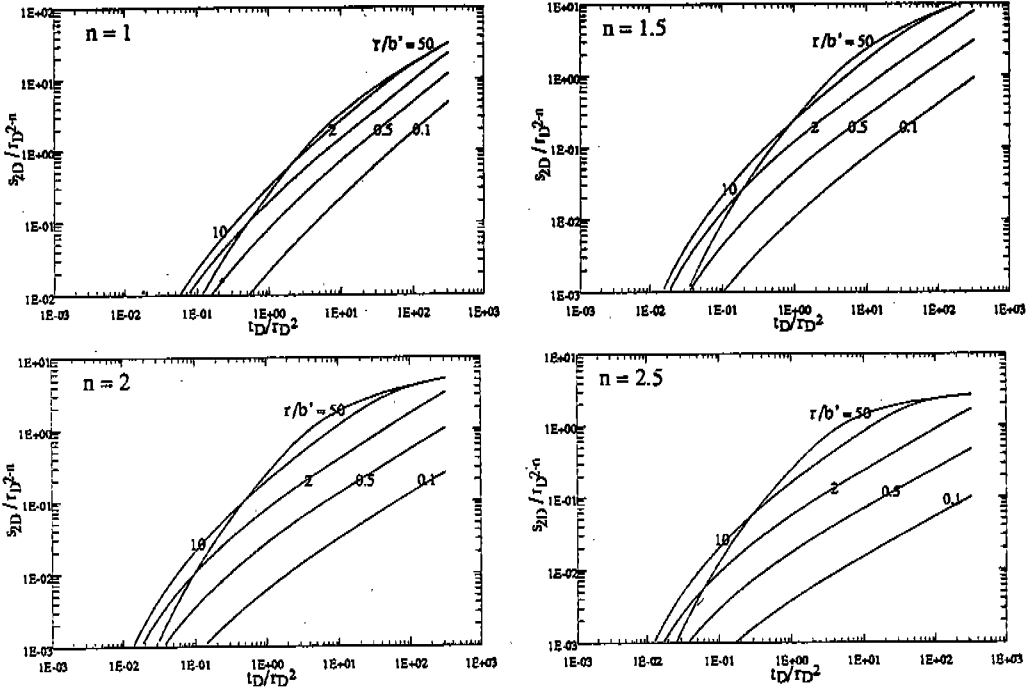 n = 1
1E+02
1E+01
1E+00
1E-01
1E-02
s2D / rD2-n
r/b' = 50
2
0.5
0.1
10
1E-03
1E-02
1E-01
1E+00
1E+01
1E+02
1E+03
tD/rD2
n = 1.5
1E+01
1E+00
1E-01
1E-02
1E-03
s2D / rD2-n
r/b' = 50
2
0.5
0.1
10
1E-03
1E-02
1E-01
1E+00
1E+01
1E+02
1E+03
tD/rD2
n = 2
1E+01
1E+00
1E-01
1E-02
1E-03
s2D / rD2-n
r/b' = 50
2
0.5
0.1
10
1E-03
1E-02
1E-01
1E+00
1E+01
1E+02
1E+03
tD/rD2
n = 2.5
1E+01
1E+00
1E-01
1E-02
1E-03
s2D / rD2-n
r/b' = 50
2
0.5
0.1
10
1E-03
1E-02
1E-01
1E+00
1E+01
1E+02
1E+03
tD/rD2